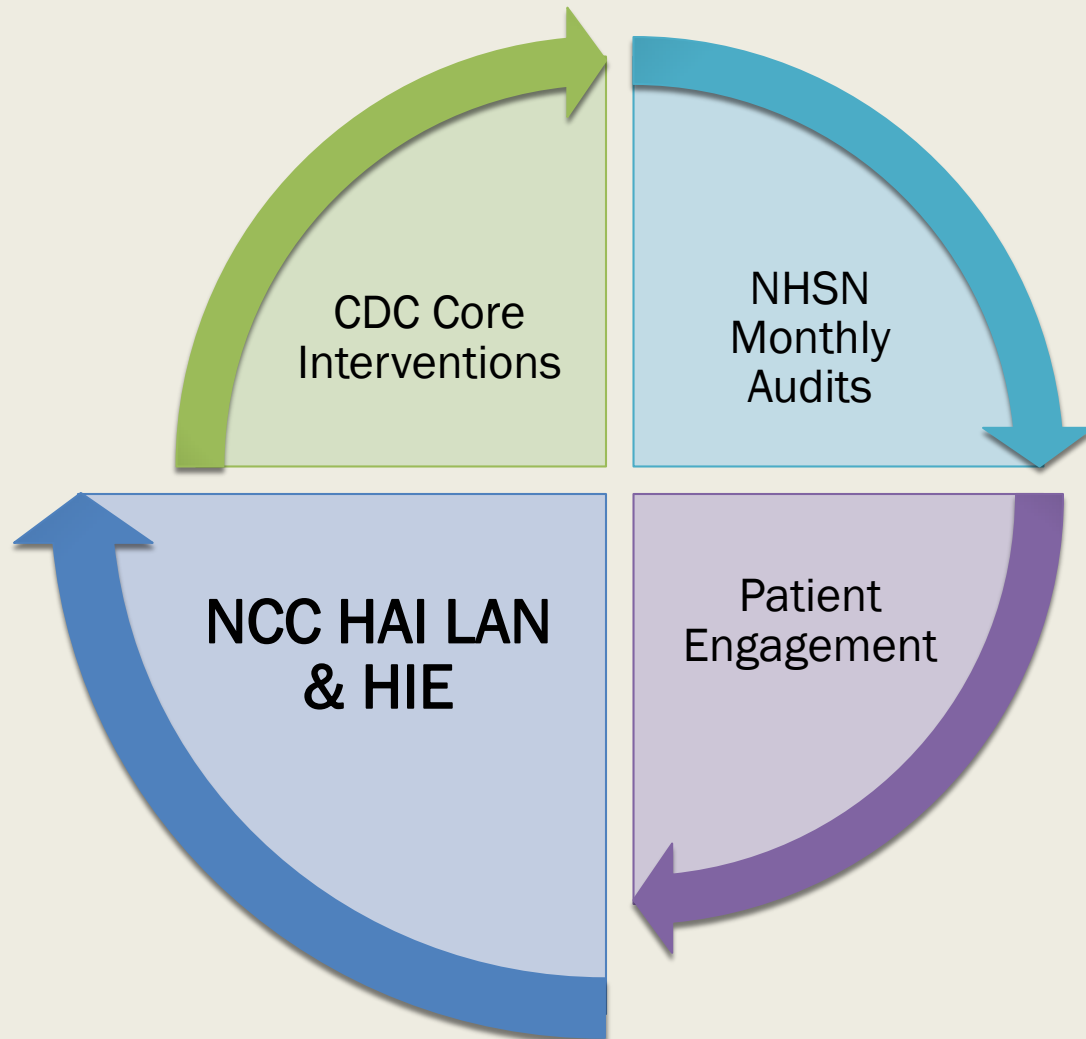 CDC Core
Interventions
NHSN
Monthly
Audits
NCC HAI LAN
& HIE
Patient
Engagement